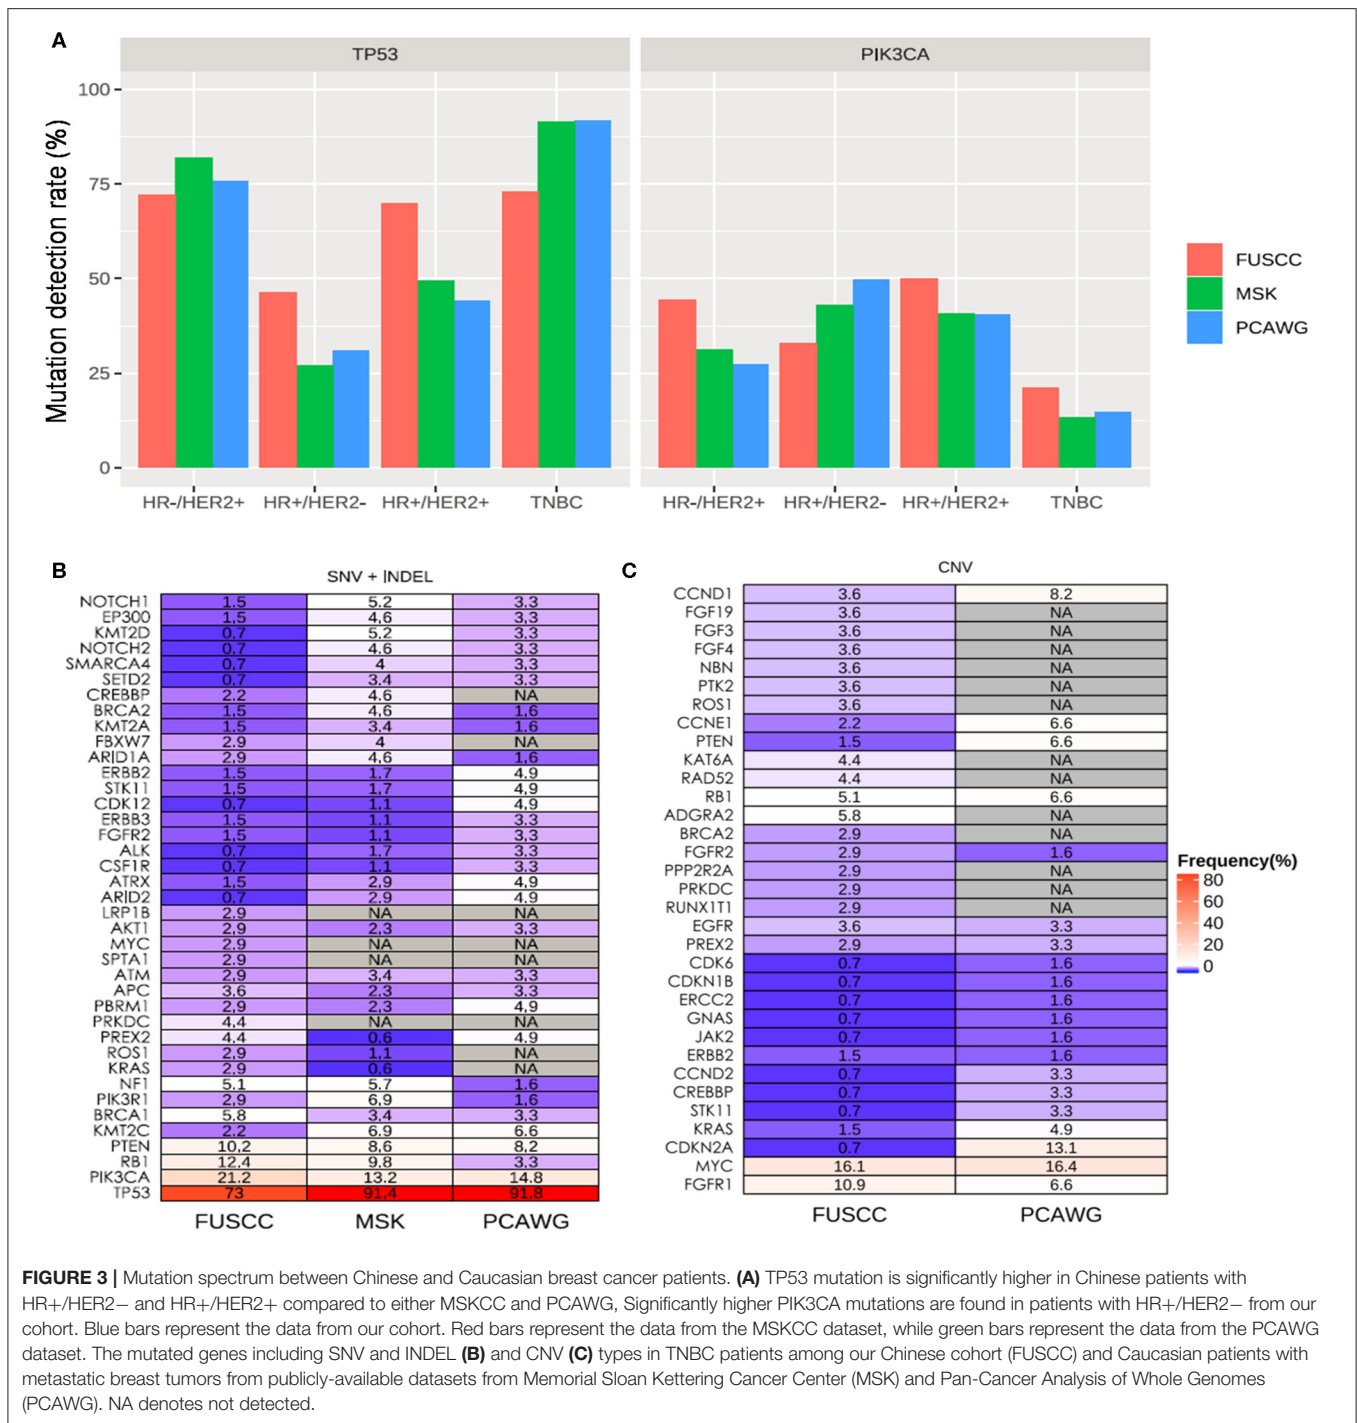 A
TP53
PIK3CA
Mutation detection rate (%)
100
75
50
25
0
HR-/HER2+
HR+/HER2-
HR+/HER2+
TNBC
HR-/HER2+
HR+/HER2-
HR+/HER2+
TNBC
FUSCC
MSK
PCAWG
B
SNV + INDEL
NOTCH1 1.5 5.2 3.3
EP300 1.5 4.6 3.3
KMT2D 0.7 5.2 3.3
NOTCH2 0.7 4.6 3.3
SMARCA4 0.7 4 3.3
SETD2 0.7 3.4 3.3
CREBBP 2.2 4.6 NA
BRCA2 1.5 4.6 1.6
KMT2A 1.5 3.4 1.6
FBXW7 2.9 4 NA
ARID1A 2.9 4.6 1.6
ERBB2 1.5 1.7 4.9
STK11 1.5 1.7 4.9
CDK12 0.7 1.1 4.9
ERBB3 1.5 1.1 3.3
FGFR2 1.5 1.1 3.3
ALK 0.7 1.7 3.3
CSF1R 0.7 1.1 3.3
ATRX 1.5 2.9 4.9
ARID2 0.7 2.9 4.9
LRP1B 2.9 NA NA
AKT1 2.9 2.3 3.3
MYC 2.9 NA NA
SPTA1 2.9 NA NA
ATM 2.9 3.4 3.3
APC 3.6 2.3 3.3
PBRM1 2.9 2.3 4.9
PRKDC 4.4 NA NA
PREX2 4.4 0.6 4.9
ROS1 2.9 1.1 NA
KRAS 2.9 0.6 NA
NF1 5.1 5.7 1.6
PIK3R1 2.9 6.9 1.6
BRCA1 5.8 3.4 3.3
KMT2C 2.2 6.9 6.6
PTEN 10.2 8.6 8.2
RB1 12.4 9.8 3.3
PIK3CA 21.2 13.2 14.8
TP53 73 91.4 91.8
FUSCC MSK PCAWG
C
CNV
CCND1 3.6 8.2
FGF19 3.6 NA
FGF3 3.6 NA
FGF4 3.6 NA
NBN 3.6 NA
PTK2 3.6 NA
ROS1 3.6 NA
CCNE1 2.2 6.6
PTEN 1.5 6.6
KAT6A 4.4 NA
RAD52 4.4 NA
RB1 5.1 6.6
ADGRA2 5.8 NA
BRCA2 2.9 NA
FGFR2 2.9 1.6
PPP2R2A 2.9 NA
PRKDC 2.9 NA
RUNX1T1 2.9 NA
EGFR 3.6 3.3
PREX2 2.9 3.3
CDK6 0.7 1.6
CDKN1B 0.7 1.6
ERCC2 0.7 1.6
GNAS 0.7 1.6
JAK2 0.7 1.6
ERBB2 1.5 1.6
CCND2 0.7 3.3
CREBBP 0.7 3.3
STK11 0.7 3.3
KRAS 1.5 4.9
CDKN2A 0.7 13.1
MYC 16.1 16.4
FGFR1 10.9 6.6
FUSCC PCAWG
Frequency(%)
80
60
40
20
0
FIGURE 3 | Mutation spectrum between Chinese and Caucasian breast cancer patients. (A) TP53 mutation is significantly higher in Chinese patients with
HR+/HER2− and HR+/HER2+ compared to either MSKCC and PCAWG, Significantly higher PIK3CA mutations are found in patients with HR+/HER2− from our
cohort. Blue bars represent the data from our cohort. Red bars represent the data from the MSKCC dataset, while green bars represent the data from the PCAWG
dataset. The mutated genes including SNV and INDEL (B) and CNV (C) types in TNBC patients among our Chinese cohort (FUSCC) and Caucasian patients with
metastatic breast tumors from publicly-available datasets from Memorial Sloan Kettering Cancer Center (MSK) and Pan-Cancer Analysis of Whole Genomes
(PCAWG). NA denotes not detected.